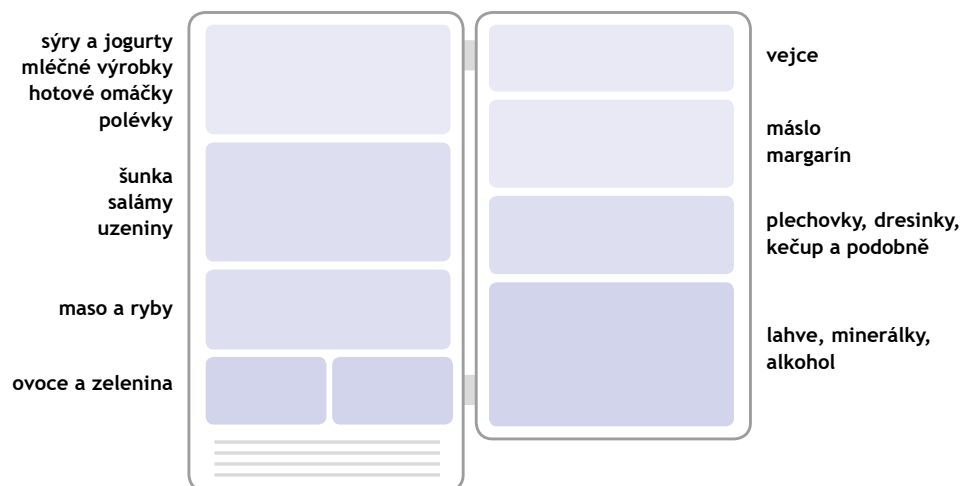 sýry a jogurty
mléčné výrobky
hotové omáčky
polévky
šunka
salámy
uzeniny
maso a ryby
ovoce a zelenina
vejce
máslo
margarín
plechovky, dresinky,
kečup a podobně
lahve, minerálky,
alkohol